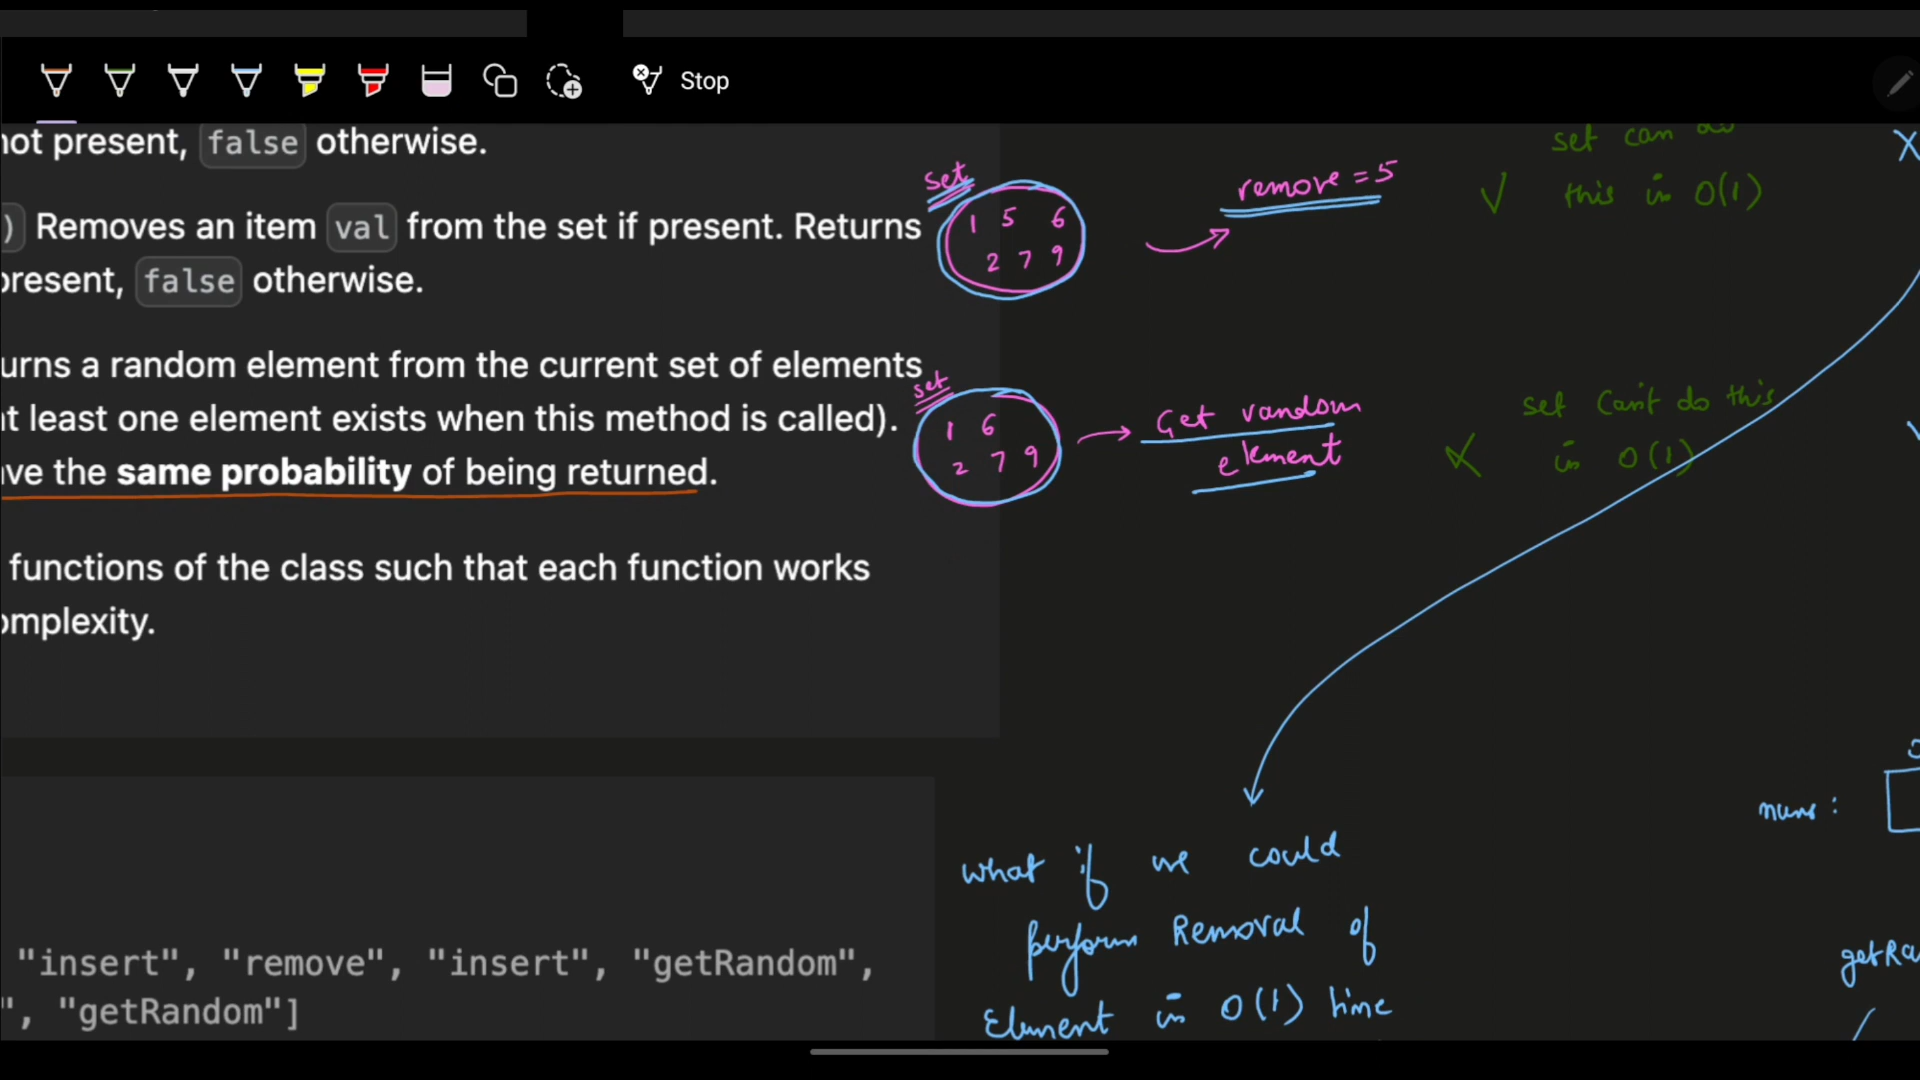 Stop
not present, false otherwise.
) Removes an item val from the set if present. Returns
present, false otherwise.
urns a random element from the current set of elements
at least one element exists when this method is called).
ave the same probability of being returned.
functions of the class such that each function works
omplexity.
"insert", "remove", "insert", "getRandom",
", "getRandom"]
set
1 5 6
2 7 9
remove = 5
set can do
this in O(1)
set
1 6
2 7 9
Get random
element
set Can't do this
in O(1)
what if we could
perform Removal of
Element in O(1) time
nums :
getRa